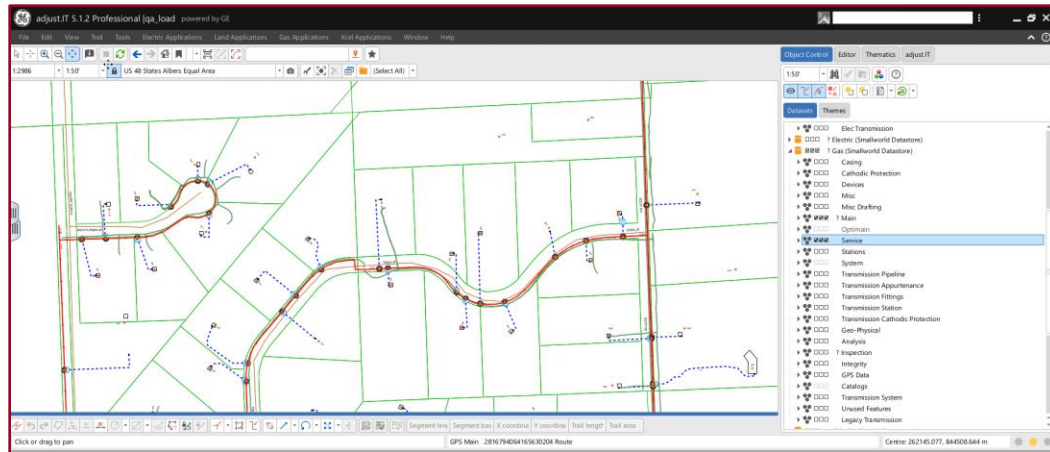 adjust.IT 5.1.2 Professional |qa_load powered by GE
File Edit View Trail Tools Electric Applications Land Applications Gas Applications Xcel Applications Window Help
1:2986 1:50' US 48 States Albers Equal Area (Select All)
Object Control Editor Thematics adjust.IT
1:50'
Datasets Themes
Elec Transmission
? Electric (Smallworld Datastore)
? Gas (Smallworld Datastore)
Casing
Cathodic Protection
Devices
Misc
Misc Drafting
? Main
Optimain
Service
Stations
System
Transmission Pipeline
Transmission Appurtenance
Transmission Fittings
Transmission Station
Transmission Cathodic Protection
Geo-Physical
Analysis
? Inspection
Integrity
GPS Data
Catalogs
Transmission System
Unused Features
Legacy Transmission
Segment len Segment bea X coordina Y coordina Trail length Trail area
Click or drag to pan GPS Main 2816794064165630204 Route Centre: 262145.077, 844508.644 m